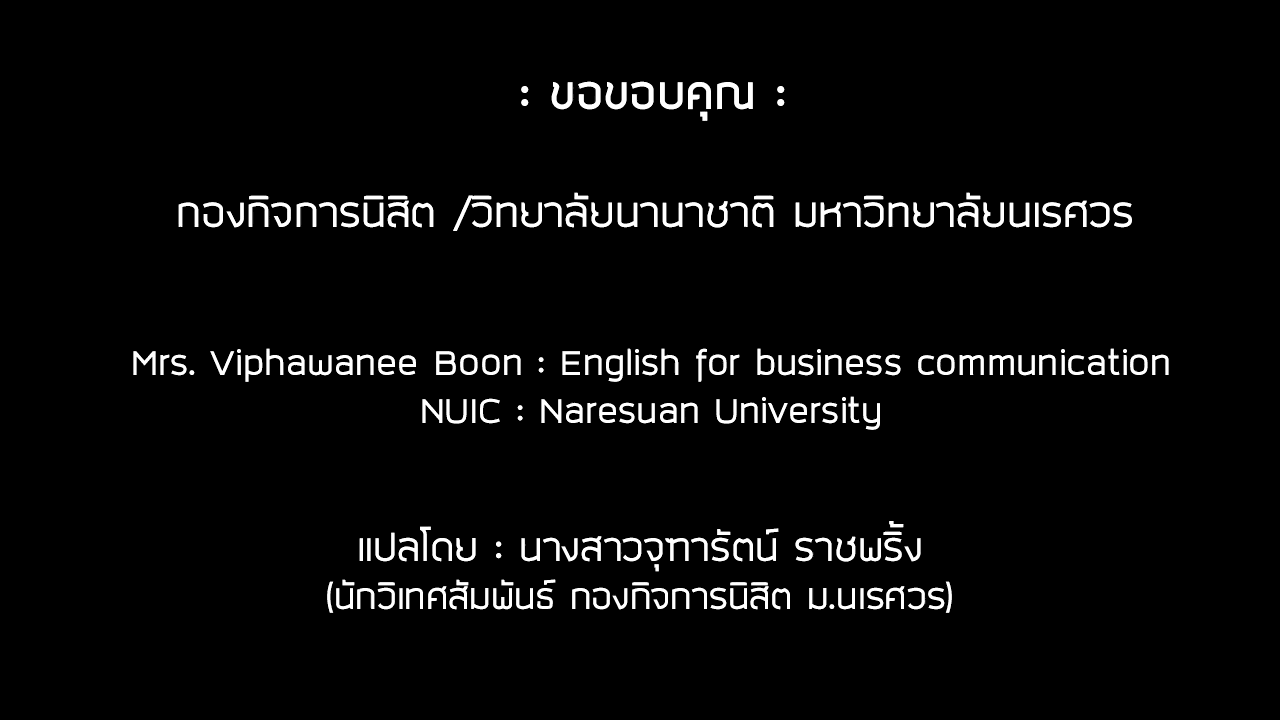 : ขอขอบคุณ :
กองกิจการนิสิต /วิทยาลัยนานาชาติ มหาวิทยาลัยนเรศวร
Mrs. Viphawanee Boon : English for business communication
NUIC : Naresuan University
แปลโดย : นางสาวจุฑารัตน์ ราชพริ้ง
(นักวิเทศสัมพันธ์ กองกิจการนิสิต ม.นเรศวร)